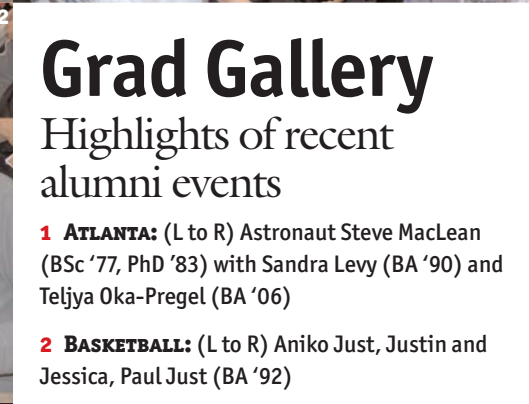 2
Grad Gallery
Highlights of recent
alumni events
1 ATLANTA: (L to R) Astronaut Steve MacLean
(BSc ‘77, PhD ’83) with Sandra Levy (BA ‘90) and
Teljya Oka-Pregel (BA ‘06)
2 BASKETBALL: (L to R) Aniko Just, Justin and
Jessica, Paul Just (BA ‘92)